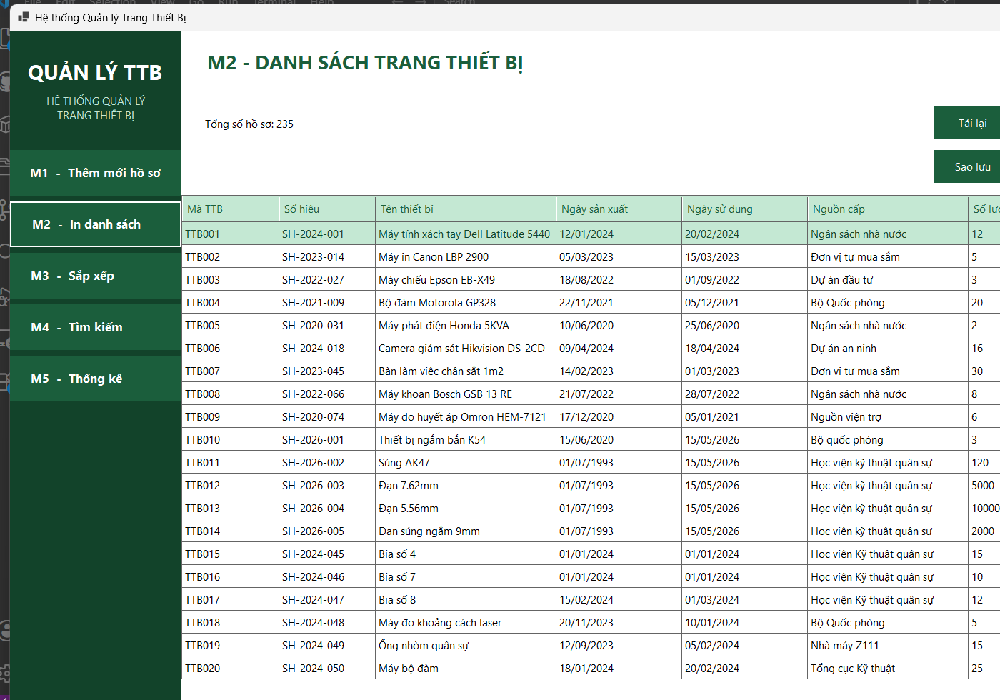 File Edit Selection View Go Run Terminal Help Search
Hệ thống Quản lý Trang Thiết Bị
QUẢN LÝ TTB
HỆ THỐNG QUẢN LÝ
TRANG THIẾT BỊ
M1 - Thêm mới hồ sơ
M2 - In danh sách
M3 - Sắp xếp
M4 - Tìm kiếm
M5 - Thống kê
M2 - DANH SÁCH TRANG THIẾT BỊ
Tổng số hồ sơ: 235
Tải lại
Sao lưu
Mã TTB Số hiệu Tên thiết bị Ngày sản xuất Ngày sử dụng Nguồn cấp Số
TTB001 SH-2024-001 Máy tính xách tay Dell Latitude 5440 12/01/2024 20/02/2024 Ngân sách nhà nước 12
TTB002 SH-2023-014 Máy in Canon LBP 2900 05/03/2023 15/03/2023 Đơn vị tự mua sắm 5
TTB003 SH-2022-027 Máy chiếu Epson EB-X49 18/08/2022 01/09/2022 Dự án đầu tư 3
TTB004 SH-2021-009 Bộ đàm Motorola GP328 22/11/2021 05/12/2021 Bộ Quốc phòng 20
TTB005 SH-2020-031 Máy phát điện Honda 5KVA 10/06/2020 25/06/2020 Ngân sách nhà nước 2
TTB006 SH-2024-018 Camera giám sát Hikvision DS-2CD 09/04/2024 18/04/2024 Dự án an ninh 16
TTB007 SH-2023-045 Bàn làm việc chân sắt 1m2 14/02/2023 01/03/2023 Đơn vị tự mua sắm 30
TTB008 SH-2022-066 Máy khoan Bosch GSB 13 RE 21/07/2022 28/07/2022 Ngân sách nhà nước 8
TTB009 SH-2020-074 Máy đo huyết áp Omron HEM-7121 17/12/2020 05/01/2021 Nguồn viện trợ 6
TTB010 SH-2026-001 Thiết bị ngắm bắn K54 15/06/2020 15/05/2026 Bộ quốc phòng 3
TTB011 SH-2026-002 Súng AK47 01/07/1993 15/05/2026 Học viện kỹ thuật quân sự 120
TTB012 SH-2026-003 Đạn 7.62mm 01/07/1993 15/05/2026 Học viện kỹ thuật quân sự 5000
TTB013 SH-2026-004 Đạn 5.56mm 01/07/1993 15/05/2026 Học viện kỹ thuật quân sự 10000
TTB014 SH-2026-005 Đạn súng ngắm 9mm 01/07/1993 15/05/2026 Học viện kỹ thuật quân sự 2000
TTB015 SH-2024-045 Bia số 4 01/01/2024 01/01/2024 Học viện Kỹ thuật quân sự 15
TTB016 SH-2024-046 Bia số 7 01/01/2024 01/01/2024 Học viện Kỹ thuật quân sự 10
TTB017 SH-2024-047 Bia số 8 15/02/2024 01/03/2024 Học viện Kỹ thuật quân sự 12
TTB018 SH-2024-048 Máy đo khoảng cách laser 20/11/2023 10/01/2024 Bộ Quốc phòng 5
TTB019 SH-2024-049 Ống nhòm quân sự 12/09/2023 05/02/2024 Nhà máy Z111 15
TTB020 SH-2024-050 Máy bộ đàm 18/01/2024 20/02/2024 Tổng cục Kỹ thuật 25